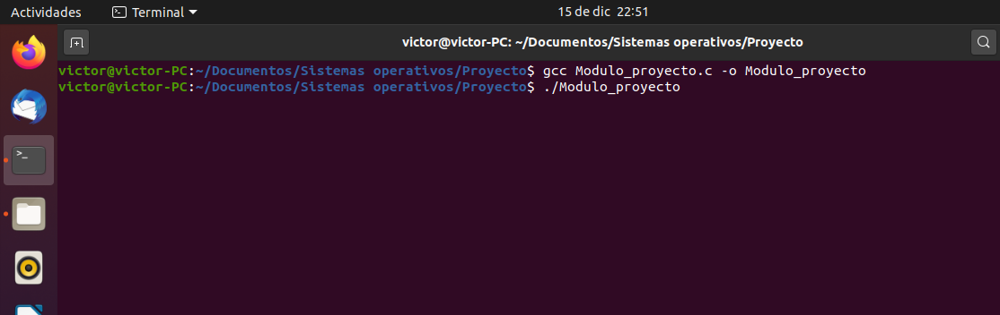 Actividades Terminal 15 de dic 22:51
victor@victor-PC: ~/Documentos/Sistemas operativos/Proyecto
victor@victor-PC:~/Documentos/Sistemas operativos/Proyecto$ gcc Modulo_proyecto.c -o Modulo_proyecto
victor@victor-PC:~/Documentos/Sistemas operativos/Proyecto$ ./Modulo_proyecto
>_